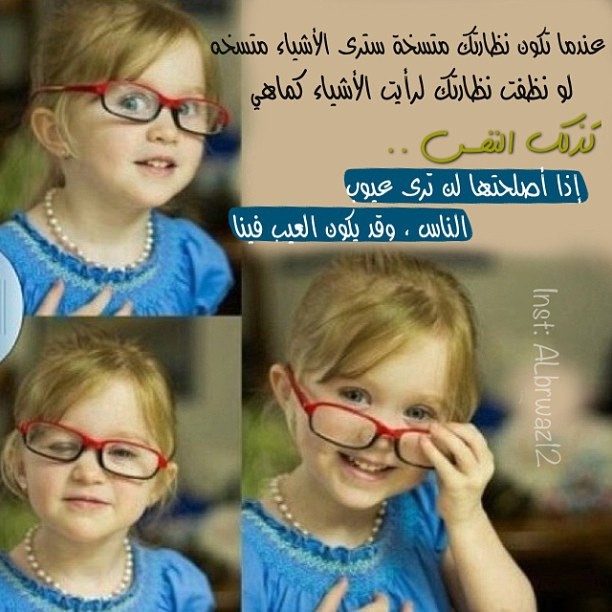 عندما تكون نظارتك متسخة سترى الأشياء متسخه
لو نظفت نظارتك لرأيت الأشياء كماهي
تذكر النفس ..
إذا أصلحتها لن ترى عيوب
الناس ، وقد يكون العيب فينا
Inst: ALbrwaz12